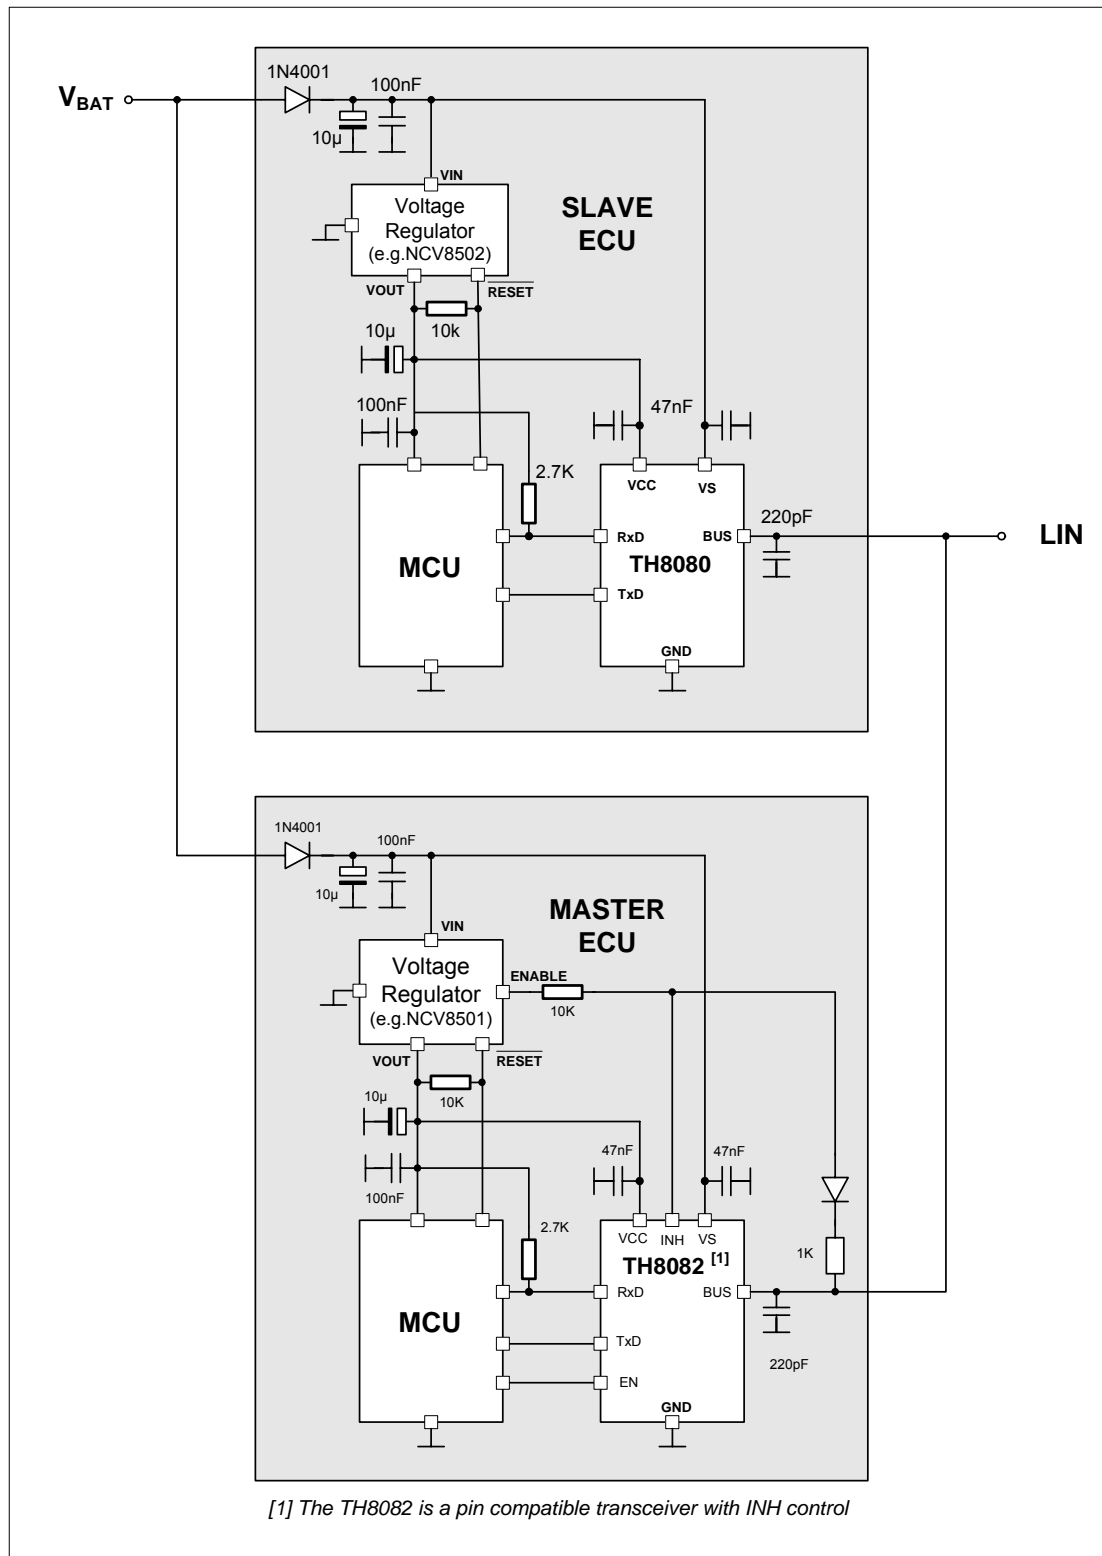 1N4001
100nF
VBAT
10µ
VIN
Voltage
Regulator
(e.g.NCV8502)
SLAVE
ECU
VOUT
RESET
10k
10µ
100nF
47nF
2.7K
VCC
VS
220pF
RxD
BUS
LIN
MCU
TH8080
TxD
GND
1N4001
100nF
10µ
MASTER
ECU
VIN
Voltage
Regulator
(e.g.NCV8501)
ENABLE
10K
VOUT
RESET
10K
10µ
47nF
47nF
100nF
2.7K
VCC
INH
VS
1K
TH8082 [1]
RxD
BUS
MCU
TxD
220pF
EN
GND
[1] The TH8082 is a pin compatible transceiver with INH control